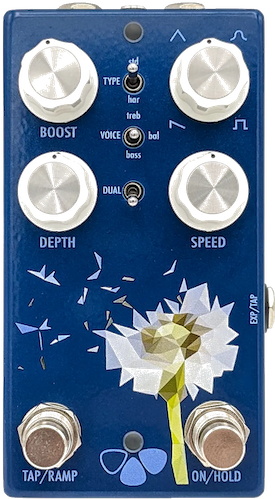 std
TYPE
har
BOOST
treb
VOICE
bal
bass
DUAL
DEPTH
SPEED
EXP/TAP
TAP/RAMP
ON/HOLD